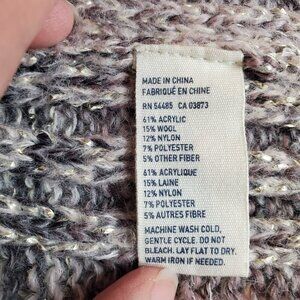 MADE IN CHINA
FABRIQUÉ EN CHINE
RN 54485 CA 03873
61% ACRYLIC
15% WOOL
12% NYLON
7% POLYESTER
5% OTHER FIBER
61% ACRYLIQUE
15% LAINE
12% NYLON
7% POLYESTER
5% AUTRES FIBRE
MACHINE WASH COLD,
GENTLE CYCLE. DO NOT
BLEACH. LAY FLAT TO DRY.
WARM IRON IF NEEDED.